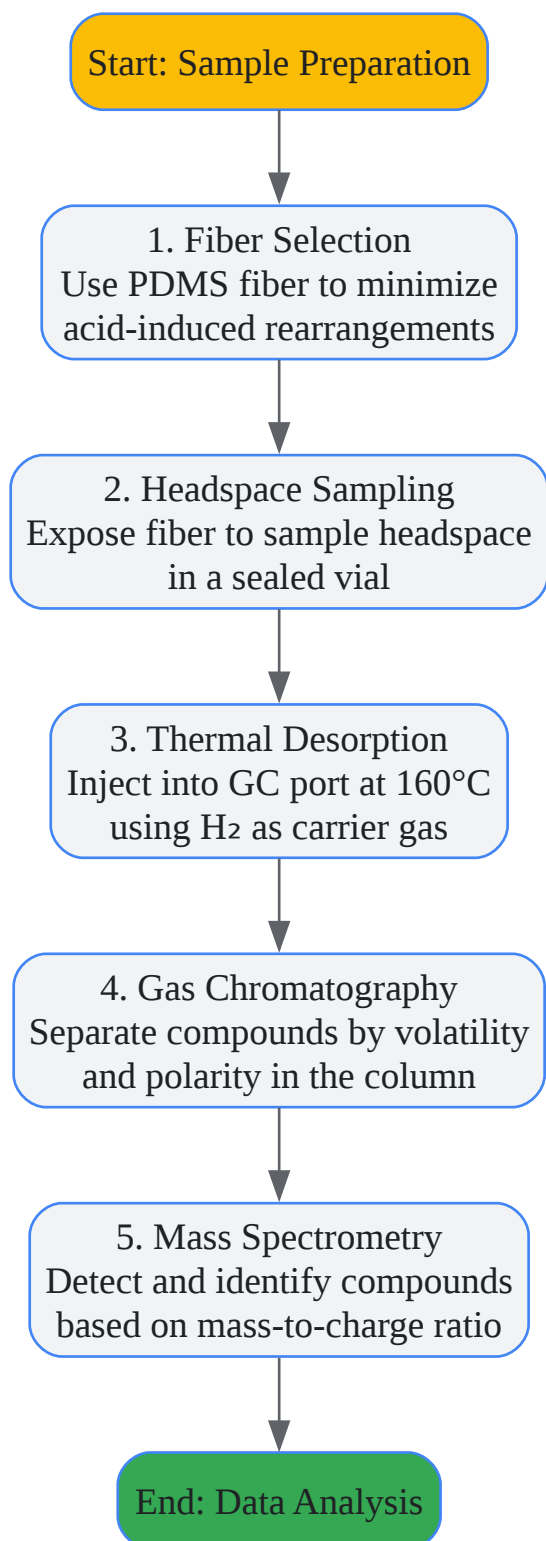 Start: Sample Preparation
1. Fiber Selection
Use PDMS fiber to minimize
acid-induced rearrangements
2. Headspace Sampling
Expose fiber to sample headspace
in a sealed vial
3. Thermal Desorption
Inject into GC port at 160°C
using H₂ as carrier gas
4. Gas Chromatography
Separate compounds by volatility
and polarity in the column
5. Mass Spectrometry
Detect and identify compounds
based on mass-to-charge ratio
End: Data Analysis